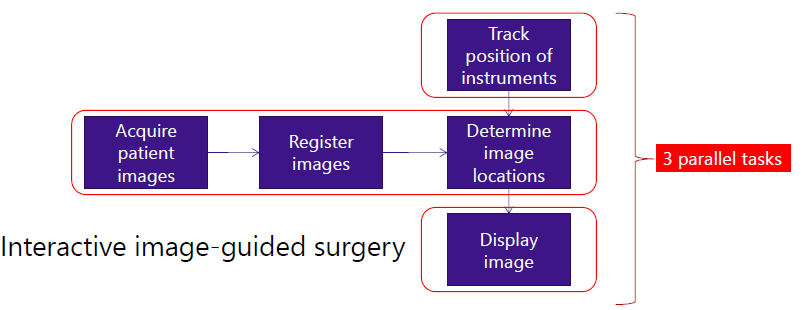 Track
position of
instruments
Acquire
patient
images
Register
images
Determine
image
locations
3 parallel tasks
Interactive image-guided surgery
Display
image